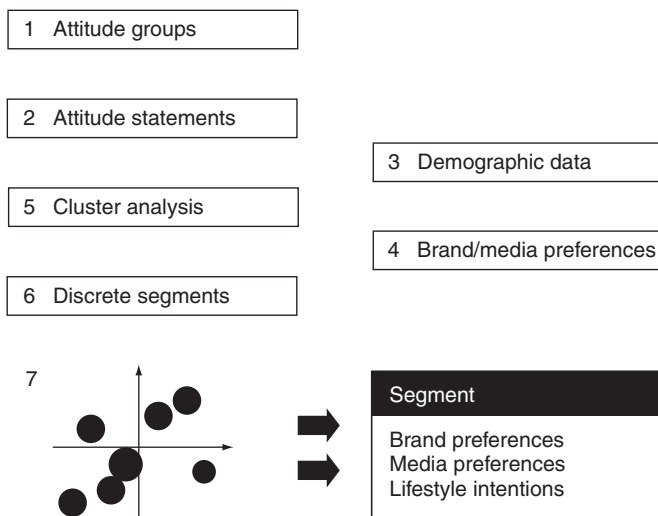 1 Attitude groups
2 Attitude statements
3 Demographic data
5 Cluster analysis
4 Brand/media preferences
6 Discrete segments
7
Segment
Brand preferences
Media preferences
Lifestyle intentions